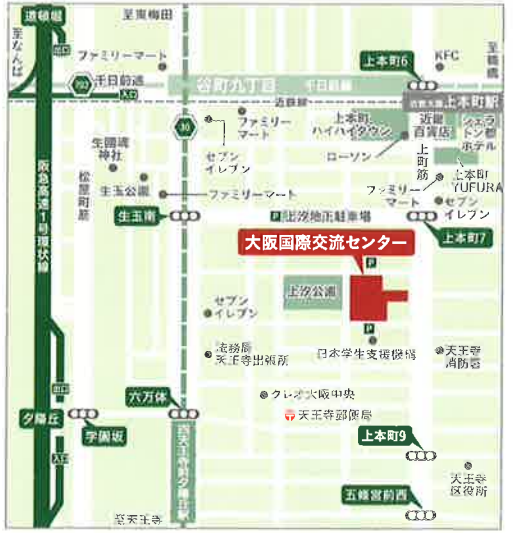 道頓堀
至東梅田
至なんば
出口
ファミリーマート
KFC
至鶴橋
上本町6
702
千日前通
入口
谷町九丁目
千日前線
近鉄線
近鉄大阪上本町駅
30
生國魂
神社
セブン
イレブン
ファミリー
マート
上本町
ハイハイタウン
近鉄
百貨店
シェラ
トン都
ホテル
ローソン
上町筋
上本町
YUFURA
阪急高速1号環状線
松屋町筋
生玉公園
ファミリーマート
ファミリー
マート
セブン
イレブン
生玉南
P上汐地下駐車場
上本町7
大阪国際交流センター
P
上汐公園
セブン
イレブン
P
法務局
天王寺出張所
日本学生支援機構
天王寺
消防署
出口
六万体
クレオ大阪中央
夕陽丘
学園坂
天王寺郵便局
四天王寺前夕陽丘駅
上本町9
入口
天王寺
区役所
五條宮前西
至天王寺